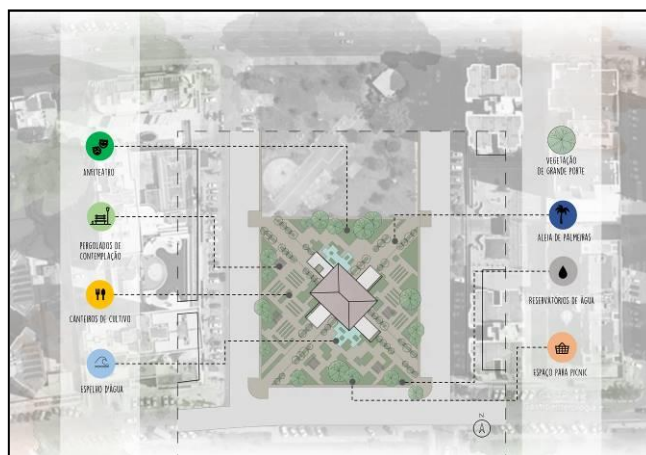 ANFITEATRO
PERGOLADOS DE
CONTEMPLAÇÃO
CANTEIROS DE CULTIVO
ESPELHO D'ÁGUA
VEGETAÇÃO
DE GRANDE PORTE
ALEIA DE PALMEIRAS
RESERVATÓRIOS DE ÁGUA
ESPAÇO PARA PICNIC
N
A